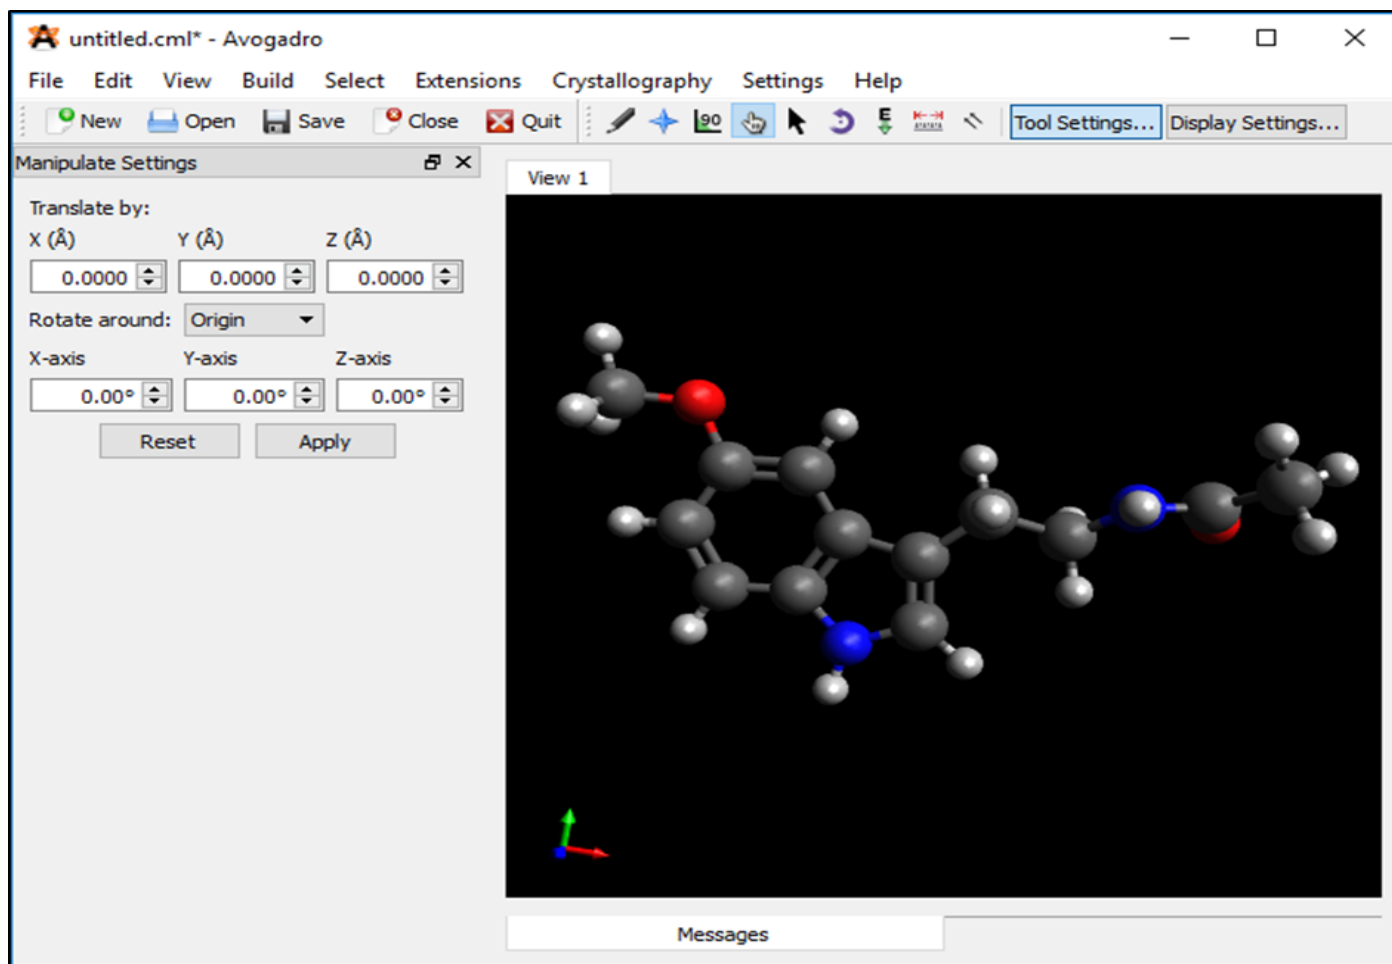 untitled.cml* - Avogadro
File Edit View Build Select Extensions Crystallography Settings Help
New Open Save Close Quit 90 E Tool Settings... Display Settings...
Manipulate Settings
View 1
Translate by:
X (Å) Y (Å) Z (Å)
0.0000 0.0000 0.0000
Rotate around: Origin
X-axis Y-axis Z-axis
0.00° 0.00° 0.00°
Reset Apply
Messages